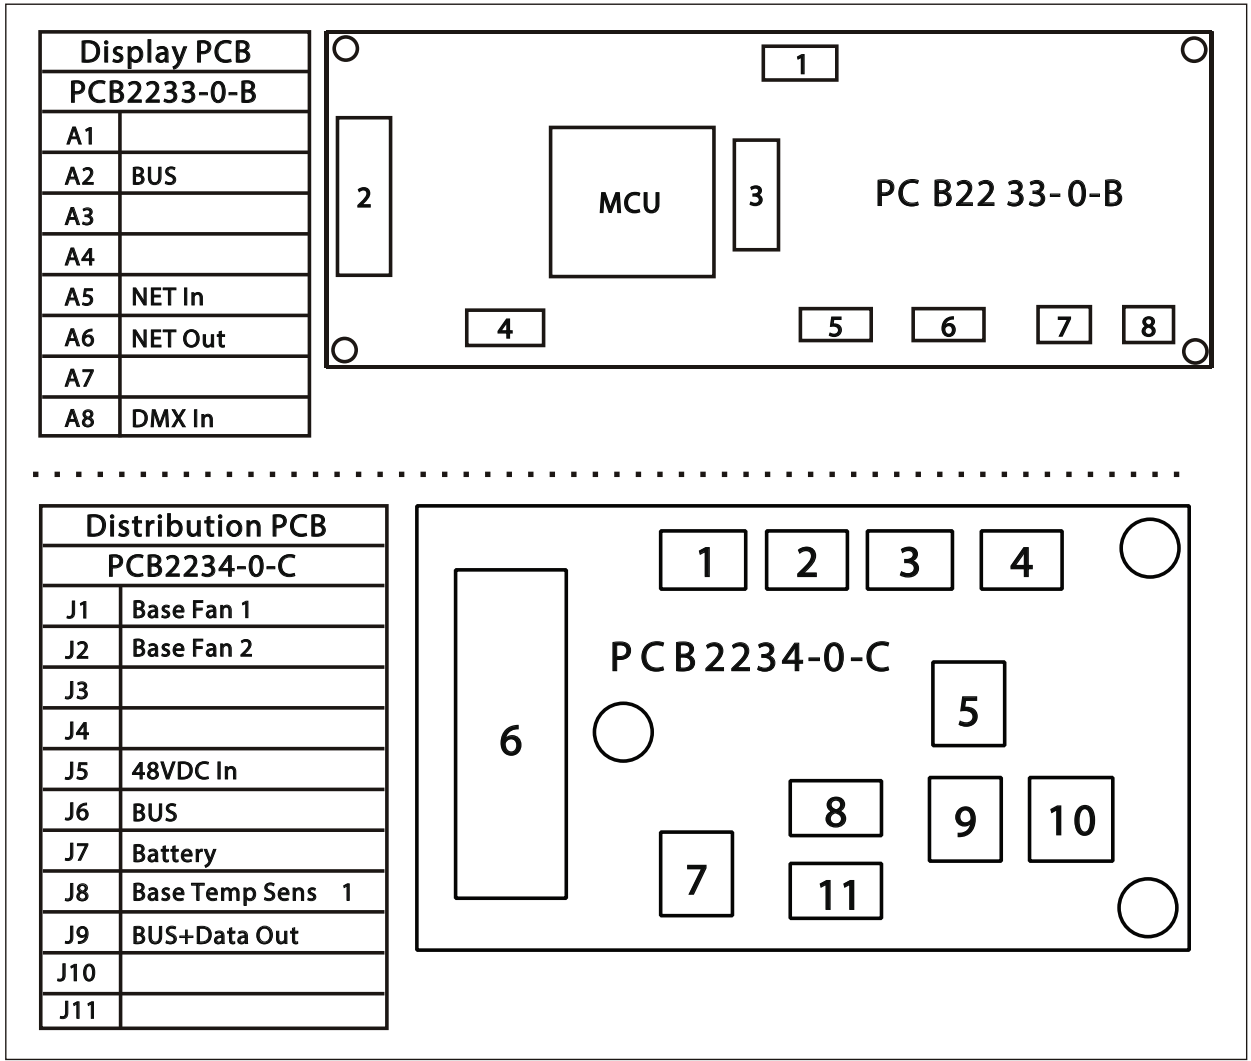 Display PCB
PCB2233-0-B
A1
A2 BUS
A3
A4
A5 NET In
A6 NET Out
A7
A8 DMX In
1
2
MCU
3
PC B22 33-0-B
4
5
6
7
8
Distribution PCB
PCB2234-0-C
J1 Base Fan 1
J2 Base Fan 2
J3
J4
J5 48VDC In
J6 BUS
J7 Battery
J8 Base Temp Sens 1
J9 BUS+Data Out
J10
J11
1
2
3
4
PCB2234-0-C
5
6
8
9
10
7
11